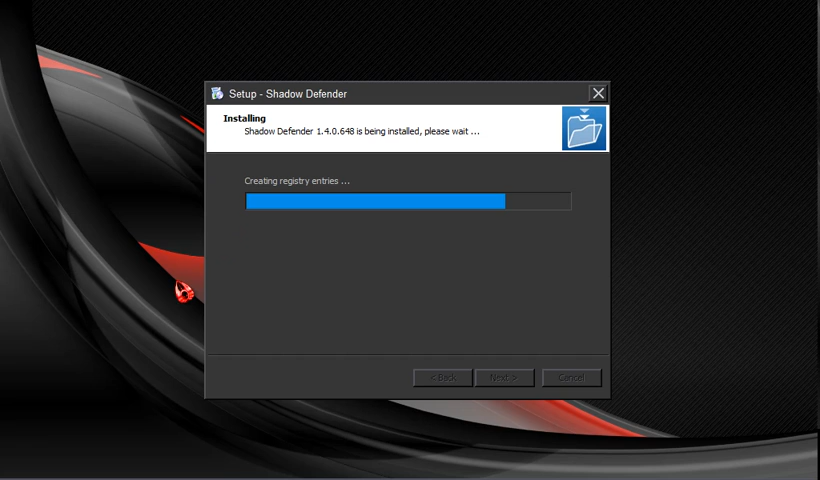 Setup - Shadow Defender
Installing
Shadow Defender 1.4.0.648 is being installed, please wait ...
Creating registry entries ...
< Back
Next >
Cancel